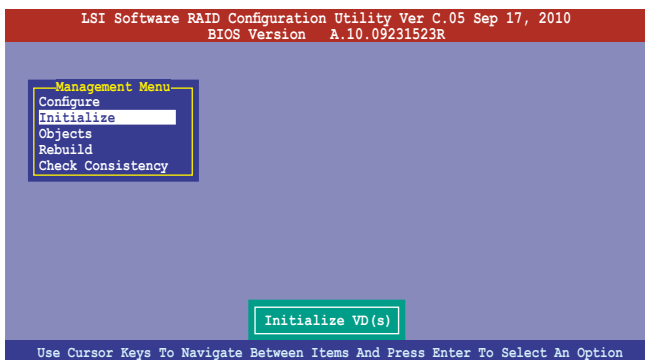 LSI Software RAID Configuration Utility Ver C.05 Sep 17, 2010
BIOS Version A.10.09231523R
Management Menu
Configure
Initialize
Objects
Rebuild
Check Consistency
Initialize VD(s)
Use Cursor Keys To Navigate Between Items And Press Enter To Select An Option